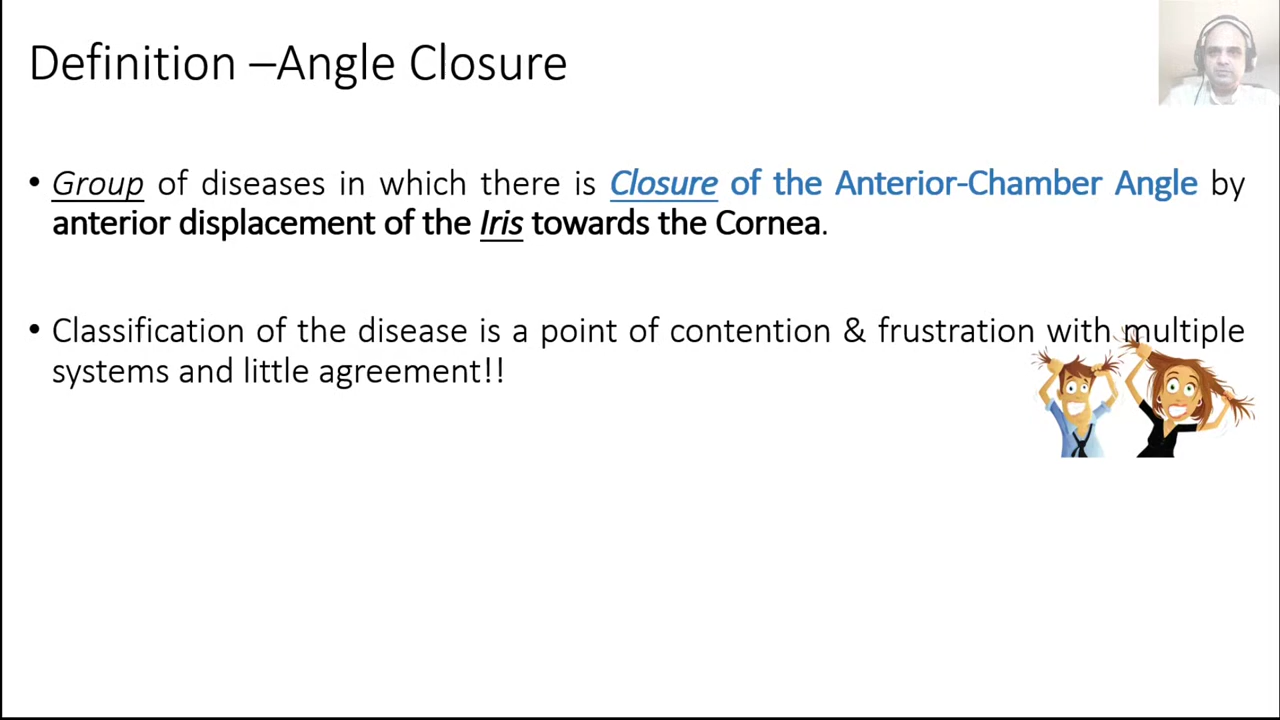 Definition –Angle Closure
• Group of diseases in which there is Closure of the Anterior-Chamber Angle by
anterior displacement of the Iris towards the Cornea.
• Classification of the disease is a point of contention & frustration with multiple
systems and little agreement!!